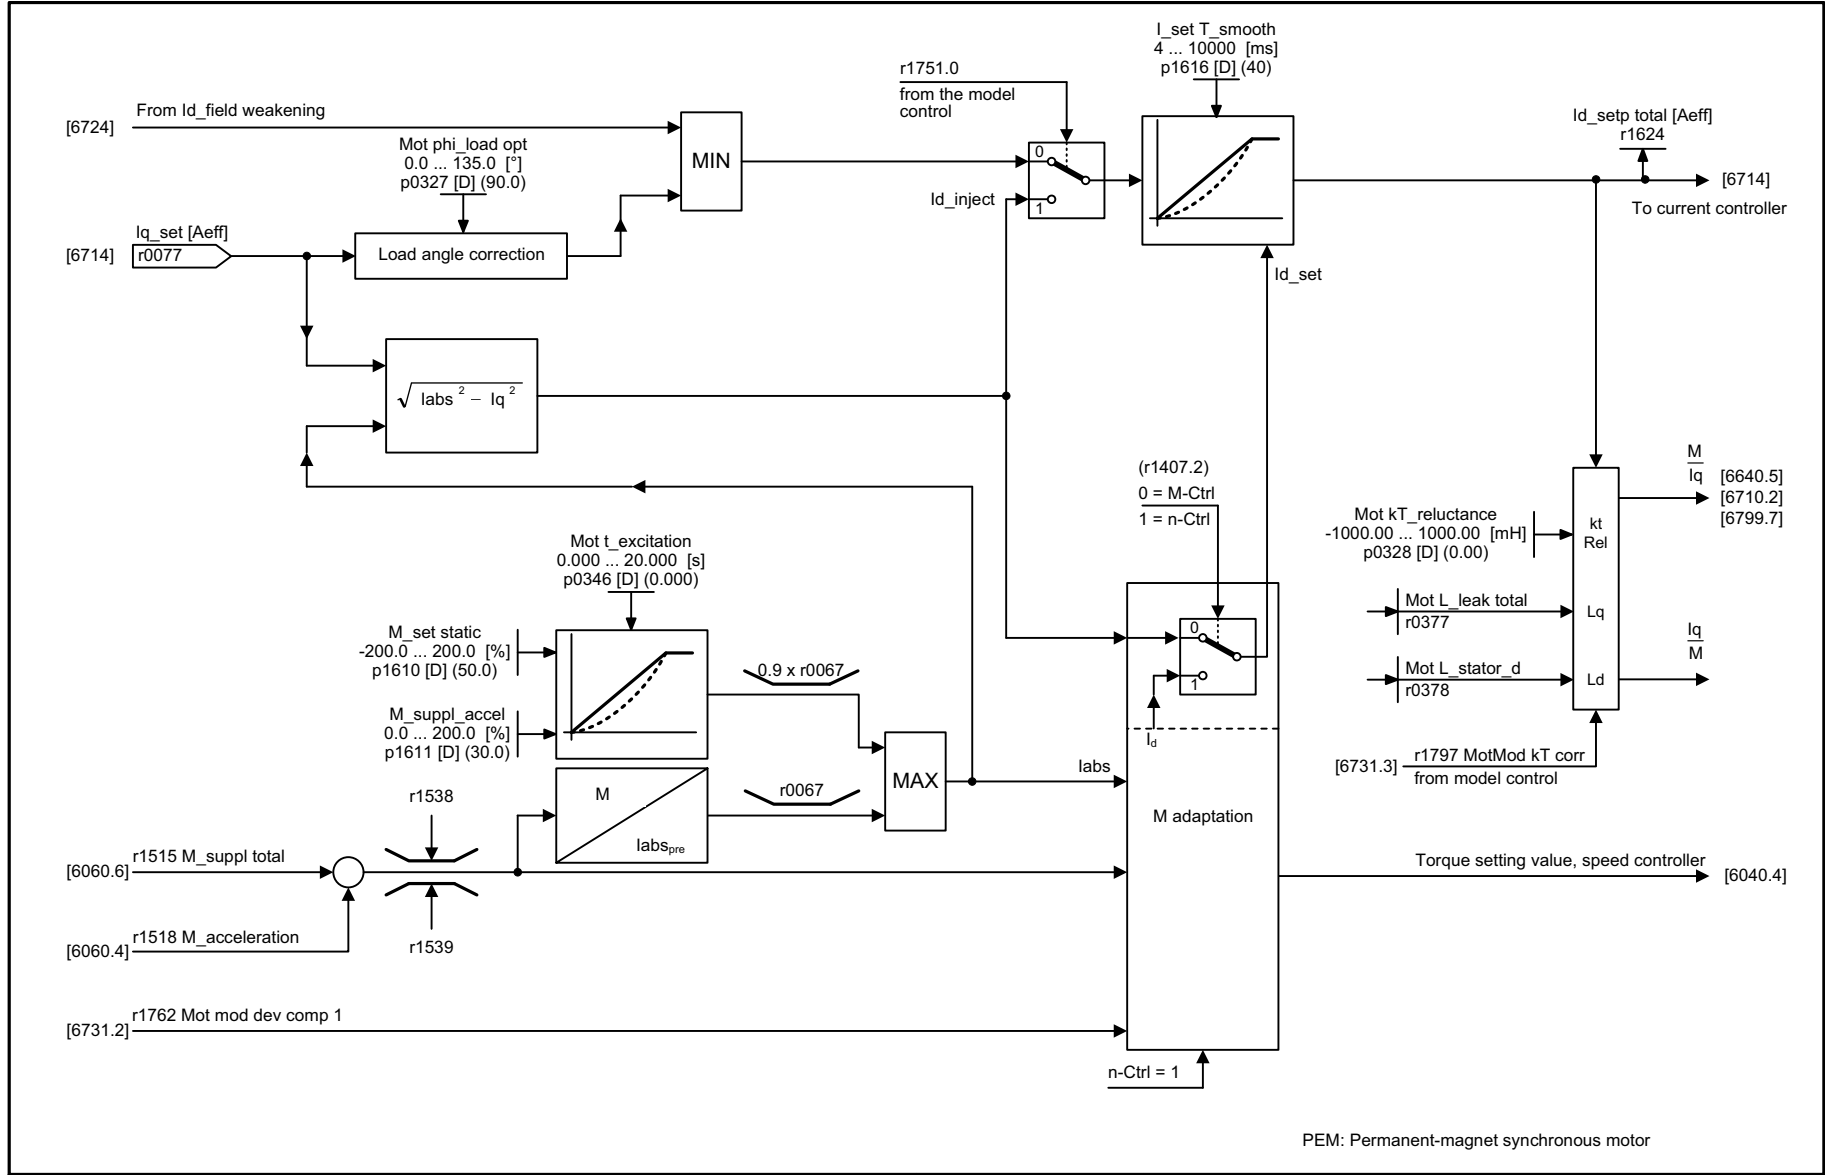 I_set T_smooth
4 ... 10000 [ms]
p1616 [D] (40)
r1751.0
from the model
control
From Id_field weakening
[6724]
Mot phi_load opt
0.0 ... 135.0 [°]
p0327 [D] (90.0)
MIN
0
1
Id_inject
Id_setp total [Aeff]
r1624
[6714]
To current controller
Iq_set [Aeff]
[6714]
r0077
Load angle correction
Id_set
√ Iabs 2 – Iq 2
(r1407.2)
0 = M-Ctrl
1 = n-Ctrl
M
Iq
[6640.5]
[6710.2]
[6799.7]
Mot kT_reluctance
-1000.00 ... 1000.00 [mH]
p0328 [D] (0.00)
kt
Rel
Mot t_excitation
0.000 ... 20.000 [s]
p0346 [D] (0.000)
Mot L_leak total
r0377
Lq
M_set static
-200.0 ... 200.0 [%]
p1610 [D] (50.0)
0.9 x r0067
0
1
Id
Iq
M
Mot L_stator_d
r0378
Ld
M_suppl_accel
0.0 ... 200.0 [%]
p1611 [D] (30.0)
MAX
Iabs
[6731.3]
r1797 MotMod kT corr
from model control
r1538
M
Iabspre
r0067
M adaptation
[6060.6]
r1515 M_suppl total
Torque setting value, speed controller
[6040.4]
[6060.4]
r1518 M_acceleration
r1539
[6731.2]
r1762 Mot mod dev comp 1
n-Ctrl = 1
PEM: Permanent-magnet synchronous motor